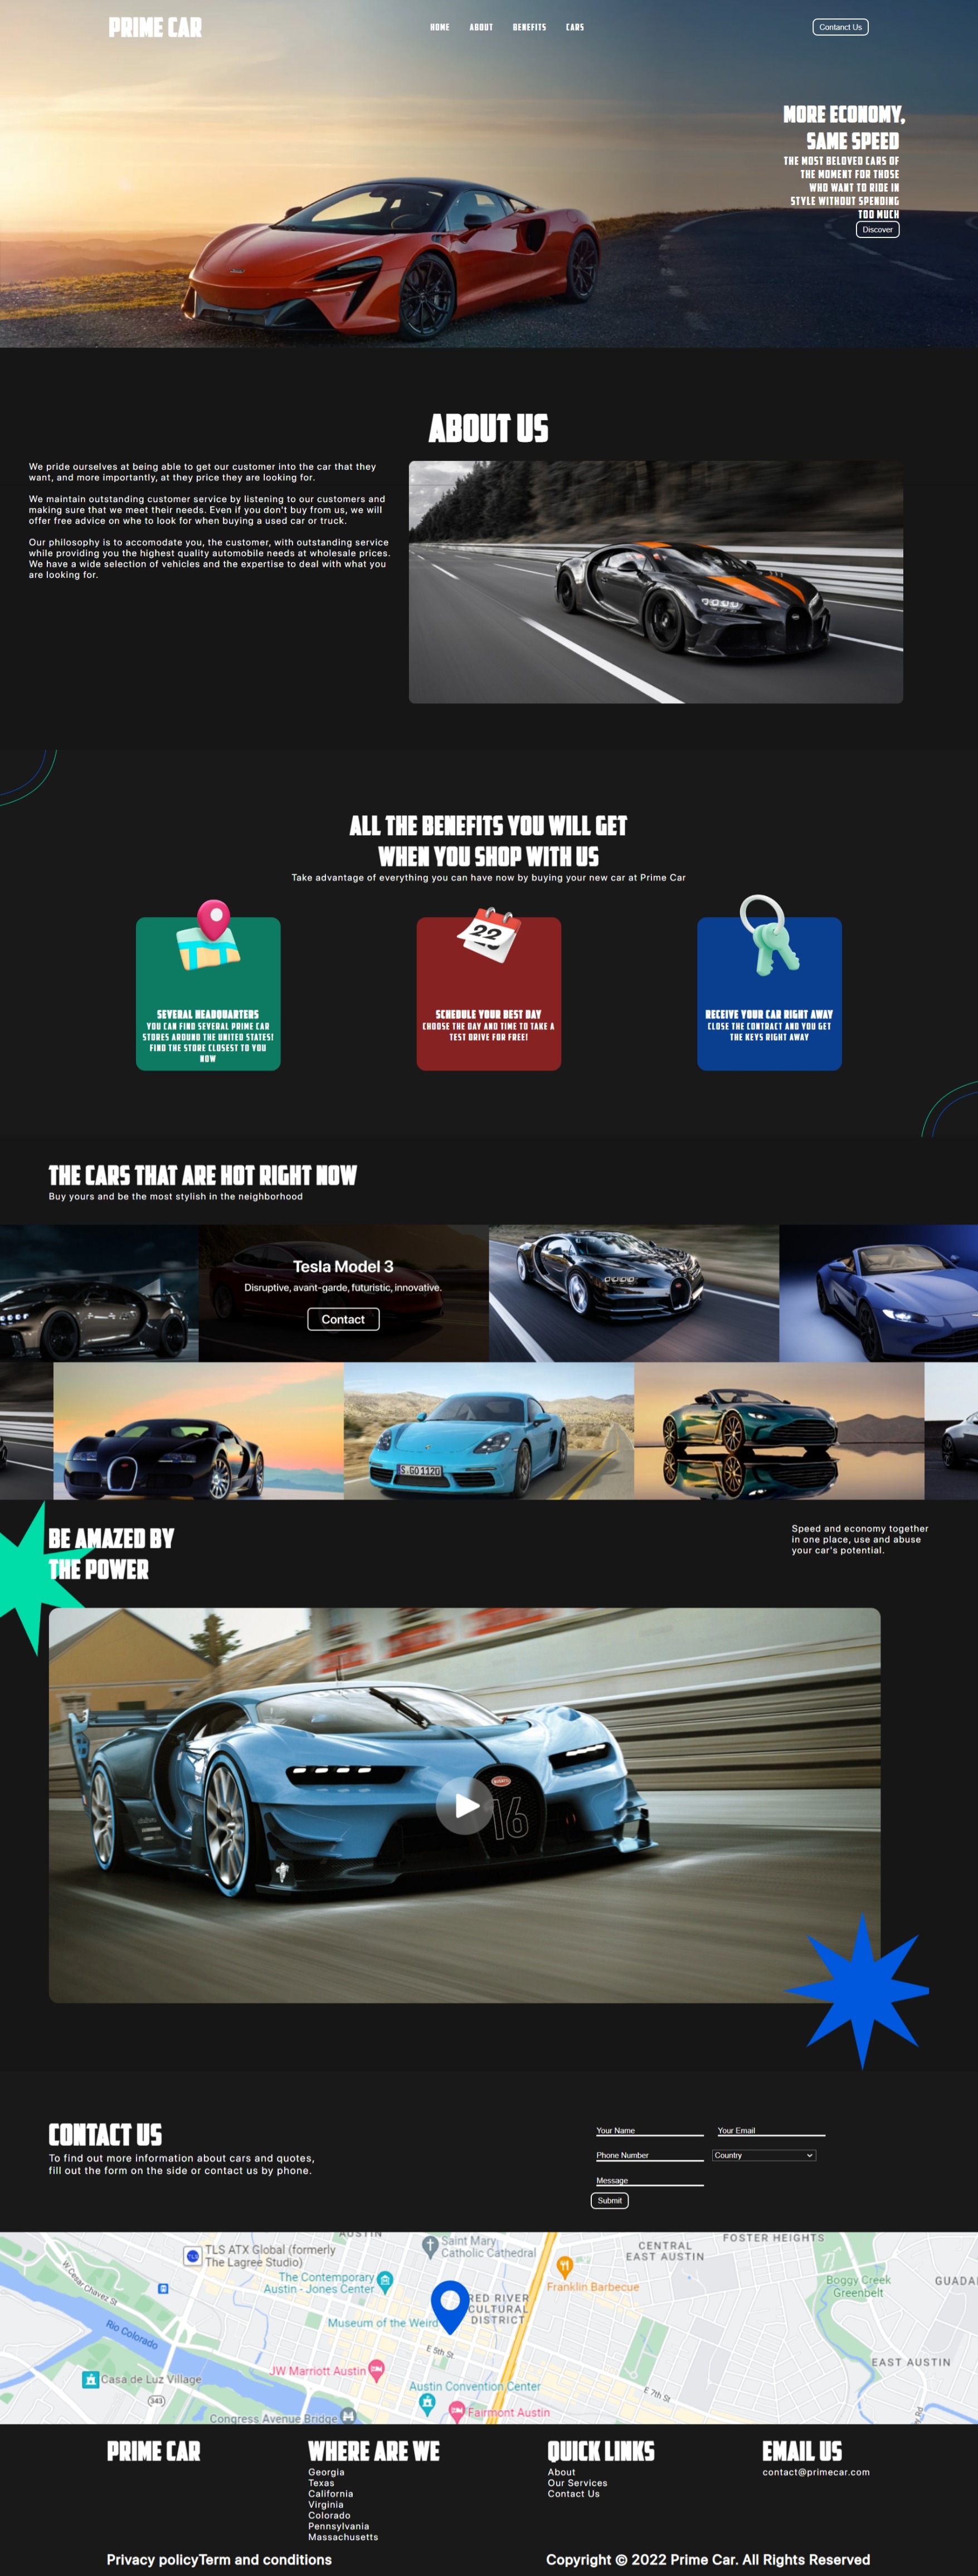 PRIME CAR
HOME ABOUT BENEFITS CARS
Contanct Us
MORE ECONOMY,
SAME SPEED
THE MOST BELOVED CARS OF
THE MOMENT FOR THOSE
WHO WANT TO RIDE IN
STYLE WITHOUT SPENDING
TOO MUCH
Discover
ABOUT US
We pride ourselves at being able to get our customer into the car that they
want, and more importantly, at they price they are looking for.
We maintain outstanding customer service by listening to our customers and
making sure that we meet their needs. Even if you don't buy from us, we will
offer free advice on whe to look for when buying a used car or truck.
Our philosophy is to accomodate you, the customer, with outstanding service
while providing you the highest quality automobile needs at wholesale prices.
We have a wide selection of vehicles and the expertise to deal with what you
are looking for.
ALL THE BENEFITS YOU WILL GET
WHEN YOU SHOP WITH US
Take advantage of everything you can have now by buying your new car at Prime Car
SEVERAL HEADQUARTERS
YOU CAN FIND SEVERAL PRIME CAR
STORES AROUND THE UNITED STATES!
FIND THE STORE CLOSEST TO YOU
NOW
22
SCHEDULE YOUR BEST DAY
CHOOSE THE DAY AND TIME TO TAKE A
TEST DRIVE FOR FREE!
RECEIVE YOUR CAR RIGHT AWAY
CLOSE THE CONTRACT AND YOU GET
THE KEYS RIGHT AWAY
THE CARS THAT ARE HOT RIGHT NOW
Buy yours and be the most stylish in the neighborhood
Tesla Model 3
Disruptive, avant-garde, futuristic, innovative.
Contact
S·GO 1120
BE AMAZED BY
THE POWER
Speed and economy together
in one place, use and abuse
your car's potential.
16
CONTACT US
To find out more information about cars and quotes,
fill out the form on the side or contact us by phone.
Your Name
Your Email
Phone Number
Country
Message
Submit
AUSTIN
TLS ATX Global (formerly
The Lagree Studio)
TLS
Saint Mary
Catholic Cathedral
CENTRAL
EAST AUSTIN
FOSTER HEIGHTS
W Cesar Chavez St
The Contemporary
Austin - Jones Center
Franklin Barbecue
Boggy Creek
Greenbelt
Museum of the Weird
RED RIVER
CULTURAL
DISTRICT
Rio Colorado
E 5th St
EAST AUSTIN
JW Marriott Austin
Casa de Luz Village
343
Austin Convention Center
E 7th St
Congress Avenue Bridge
Fairmont Austin
PRIME CAR
WHERE ARE WE
Georgia
Texas
California
Virginia
Colorado
Pennsylvania
Massachusetts
QUICK LINKS
About
Our Services
Contact Us
EMAIL US
contact@primecar.com
Privacy policyTerm and conditions
Copyright © 2022 Prime Car. All Rights Reserved